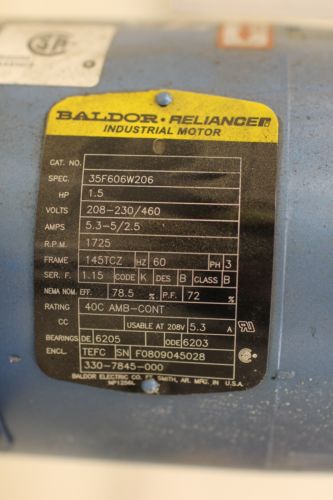 BALDOR • RELIANCER
INDUSTRIAL MOTOR
CAT. NO.
SPEC. 35F606W206
HP 1.5
VOLTS 208-230/460
AMPS 5.3-5/2.5
R.P.M. 1725
FRAME 145TCZ HZ 60 PH 3
SER. F. 1.15 CODE K DES B CLASS B
NEMA NOM. EFF. 78.5 % P.F. 72 %
RATING 40C AMB-CONT
CC USABLE AT 208V 5.3 A
BEARINGS DE 6205 ODE 6203
ENCL. TEFC SN F0809045028
330-7845-000
BALDOR ELECTRIC CO. FT. SMITH, AR. MFG. IN U.S.A.
MP1256L